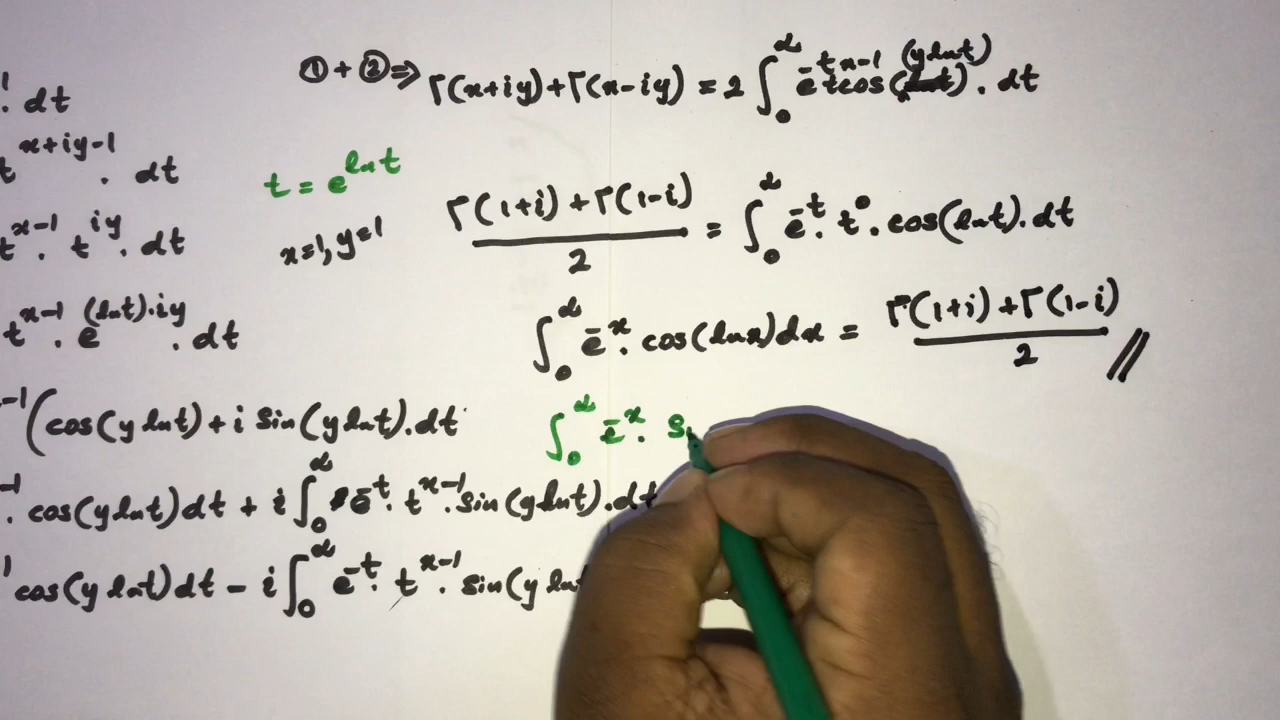 ① + ② ⇒ Γ(x+iy)+Γ(x-iy) = 2 ∫₀^∞ e^-t t^x-1 cos (y ln t) . dt
. dt
t^x+iy-1 . dt
t = e^ln t
t^x-1 . t^iy . dt
x=1, y=1
Γ(1+i) + Γ(1-i) / 2 = ∫₀^∞ e^-t . t^0 . cos(ln t). dt
t^x-1 . e^(ln t).iy . dt
∫₀^∞ e^-x . cos(ln x) dx = Γ(1+i) + Γ(1-i) / 2 //
-1 (cos(y ln t) + i Sin(y ln t). dt
∫₀^∞ e^-x .
. cos(y ln t) dt + i ∫₀^∞ e^-t . t^x-1 . sin(y ln t). dt
cos(y ln t) dt - i ∫₀^∞ e^-t . t^x-1 . sin(y